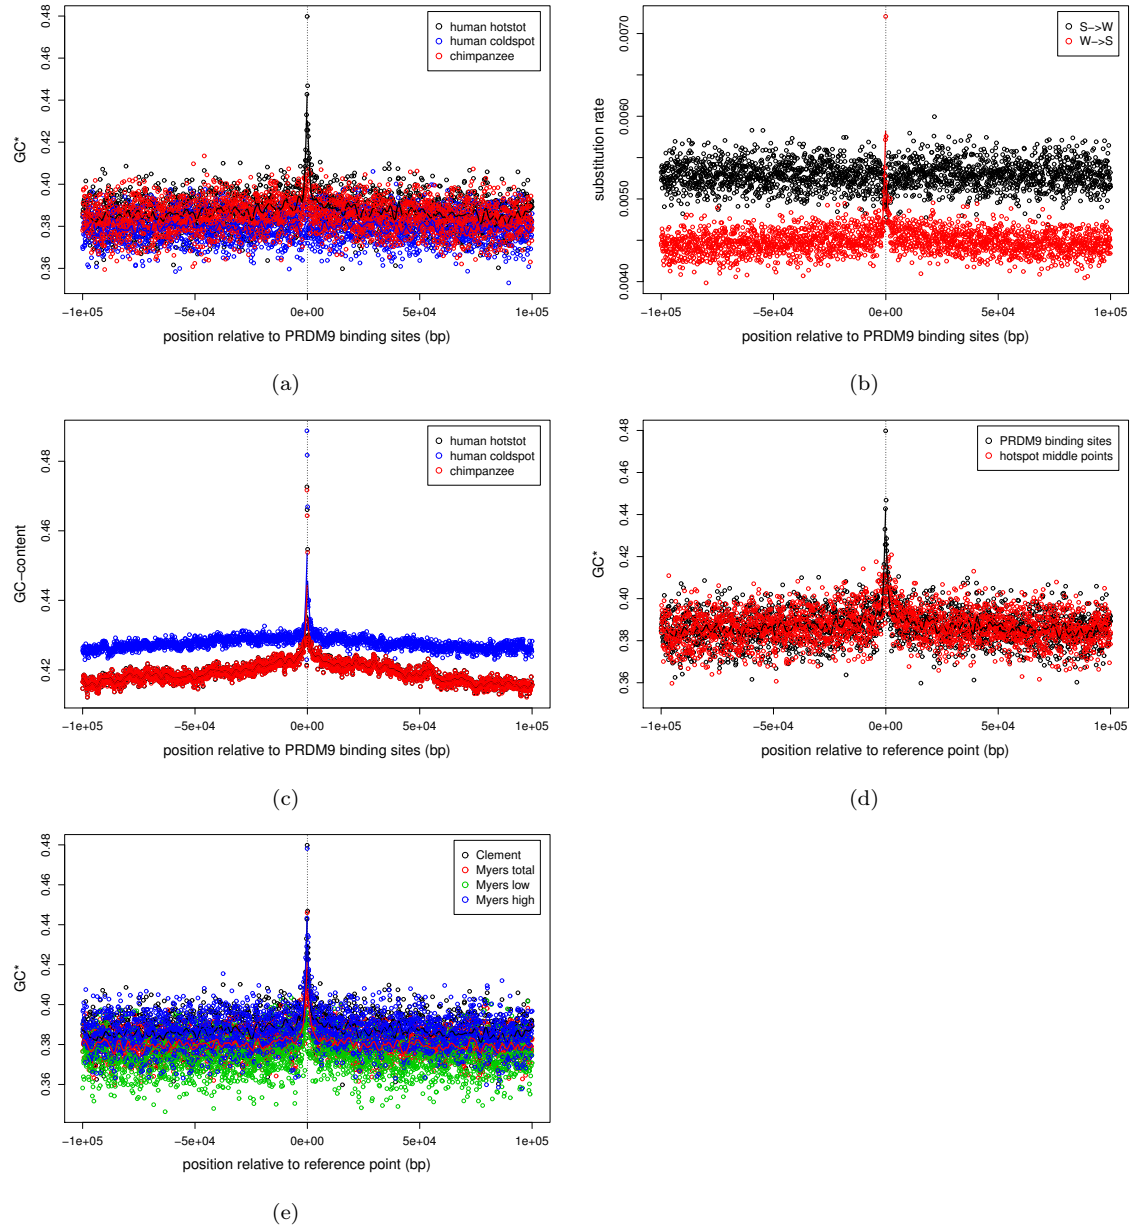 human hotstot
human coldspot
chimpanzee
GC*
0.36 0.38 0.40 0.42 0.44 0.46 0.48
−1e+05 −5e+04 0e+00 5e+04 1e+05
position relative to PRDM9 binding sites (bp)
(a)
S−>W
W−>S
substitution rate
0.0040 0.0050 0.0060 0.0070
−1e+05 −5e+04 0e+00 5e+04 1e+05
position relative to PRDM9 binding sites (bp)
(b)
human hotstot
human coldspot
chimpanzee
GC−content
0.42 0.44 0.46 0.48
−1e+05 −5e+04 0e+00 5e+04 1e+05
position relative to PRDM9 binding sites (bp)
(c)
PRDM9 binding sites
hotspot middle points
GC*
0.36 0.38 0.40 0.42 0.44 0.46 0.48
−1e+05 −5e+04 0e+00 5e+04 1e+05
position relative to reference point (bp)
(d)
Clement
Myers total
Myers low
Myers high
GC*
0.36 0.38 0.40 0.42 0.44 0.46 0.48
−1e+05 −5e+04 0e+00 5e+04 1e+05
position relative to reference point (bp)
(e)